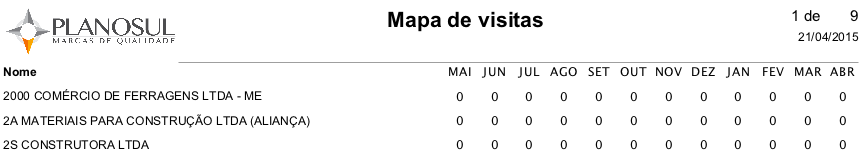 PLANOSUL
MARCAS DE QUALIDADE
Mapa de visitas
1 de 9
21/04/2015
Nome MAI JUN JUL AGO SET OUT NOV DEZ JAN FEV MAR ABR
2000 COMÉRCIO DE FERRAGENS LTDA - ME 0 0 0 0 0 0 0 0 0 0 0 0
2A MATERIAIS PARA CONSTRUÇÃO LTDA (ALIANÇA) 0 0 0 0 0 0 0 0 0 0 0 0
2S CONSTRUTORA LTDA 0 0 0 0 0 0 0 0 0 0 0 0